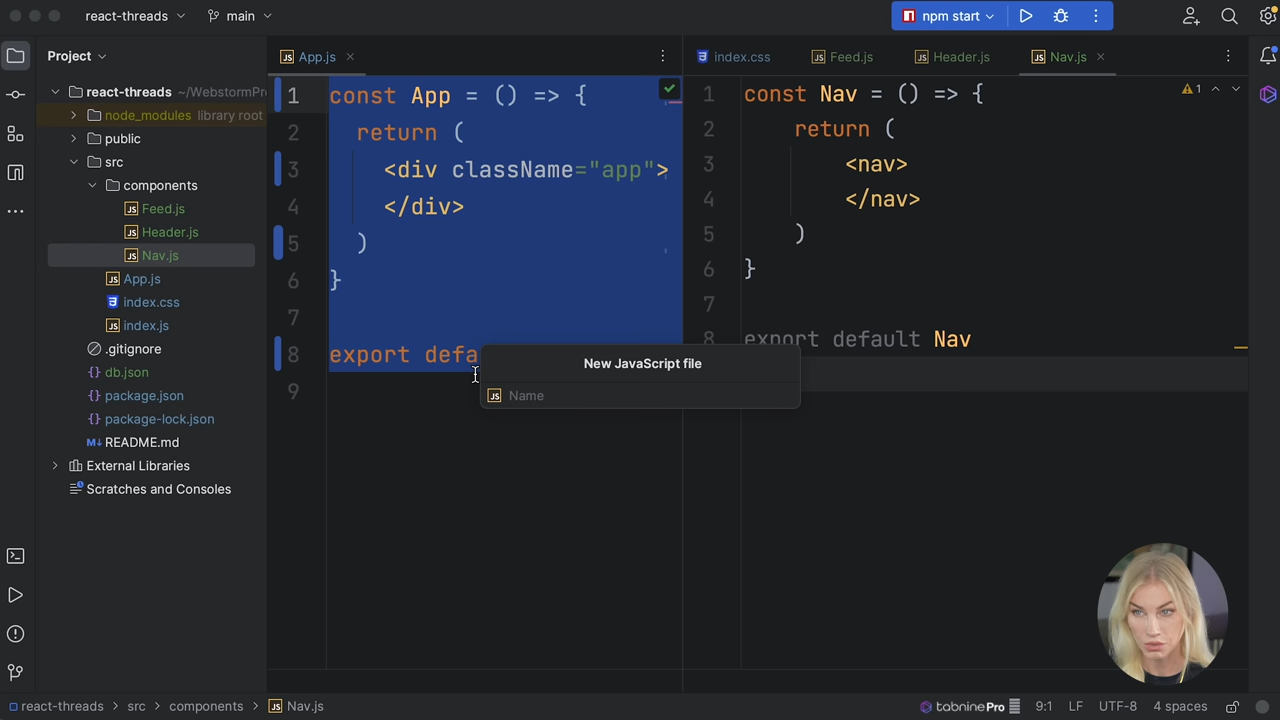 react-threads
main
npm start
Project
react-threads ~/WebstormPr
node_modules library root
public
src
components
Feed.js
Header.js
Nav.js
App.js
index.css
index.js
.gitignore
db.json
package.json
package-lock.json
README.md
External Libraries
Scratches and Consoles
App.js
1 const App = () => {
2 return (
3 <div className="app">
4 </div>
5 )
6 }
7
8 export defa
9
index.css
Feed.js
Header.js
Nav.js
1
1 const Nav = () => {
2 return (
3 <nav>
4 </nav>
5 )
6 }
7
8 export default Nav
New JavaScript file
Name
react-threads > src > components > Nav.js
tabnine Pro
9:1
LF
UTF-8
4 spaces